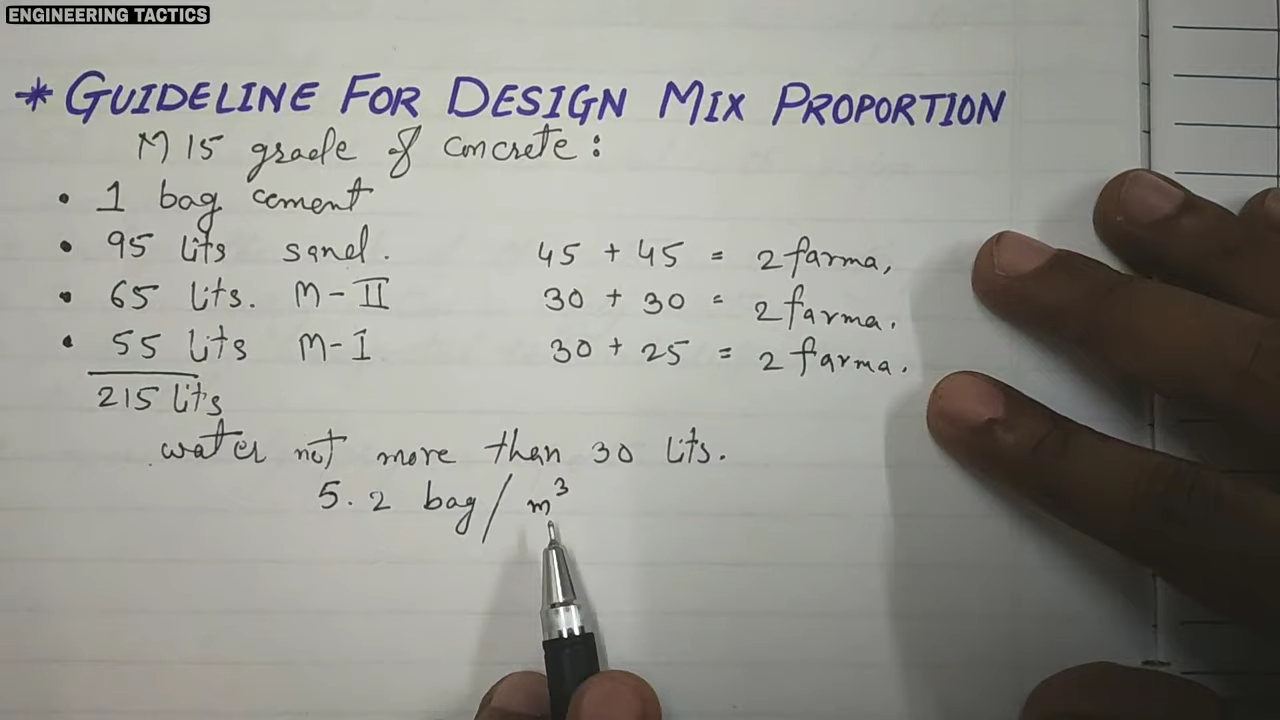 ENGINEERING TACTICS
* GUIDELINE FOR DESIGN MIX PROPORTION
M 15 grade of concrete :
• 1 bag cement
• 95 lits sand. 45 + 45 = 2 farma,
• 65 lits. M-II 30 + 30 = 2 farma.
• 55 lits M-I 30 + 25 = 2 farma.
215 lits
water not more than 30 lits.
5.2 bag/m³